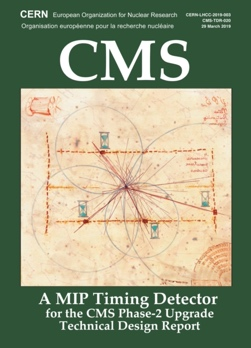 CERN European Organization for Nuclear Research
Organisation européenne pour la recherche nucléaire
CERN-LHCC-2019-003
CMS-TDR-020
29 March 2019
CMS
A MIP Timing Detector
for the CMS Phase-2 Upgrade
Technical Design Report